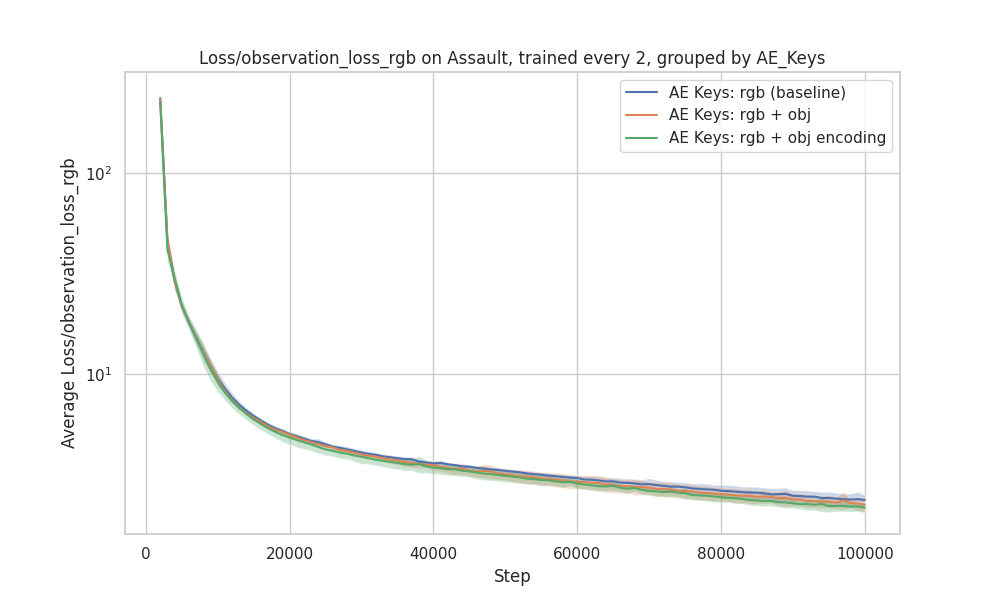 Loss/observation_loss_rgb on Assault, trained every 2, grouped by AE_Keys
AE Keys: rgb (baseline)
AE Keys: rgb + obj
AE Keys: rgb + obj encoding
Average Loss/observation_loss_rgb
10²
10¹
0 20000 40000 60000 80000 100000
Step